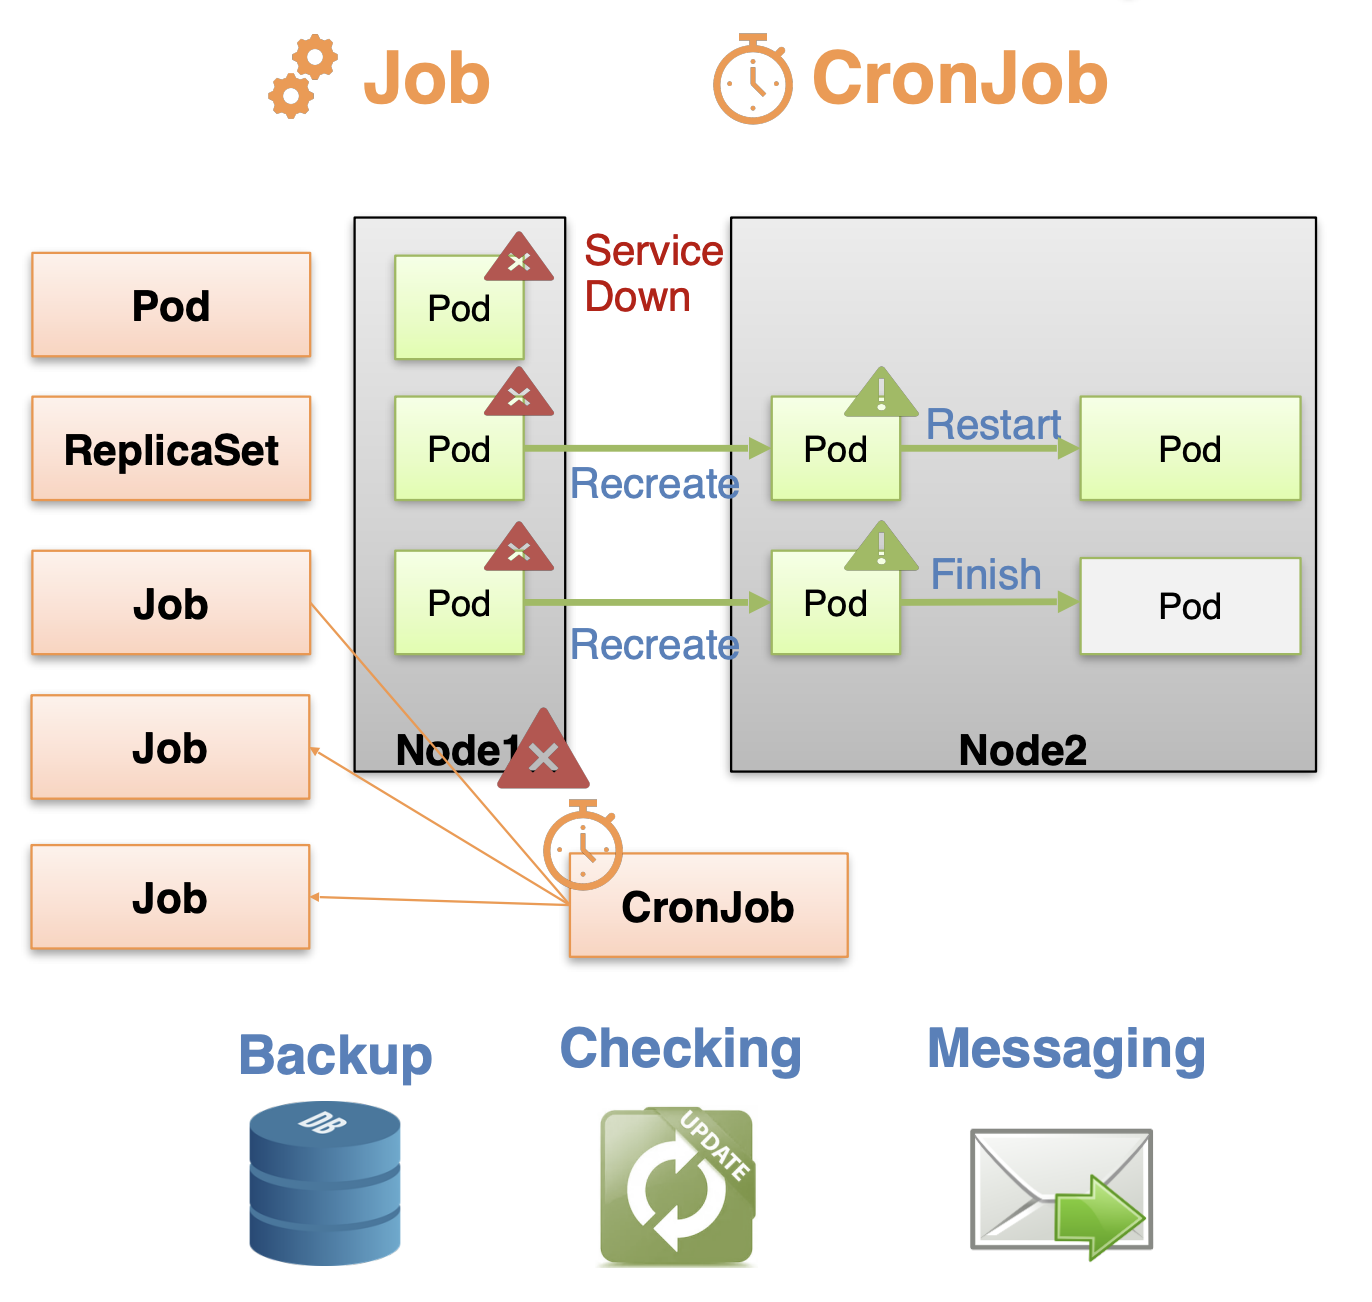 Job
CronJob
Pod
Pod
Service
Down
ReplicaSet
Pod
Recreate
Pod
Restart
Pod
Job
Pod
Recreate
Pod
Finish
Pod
Job
Node1
Node2
Job
CronJob
Backup
Checking
Messaging
DB
UPDATE